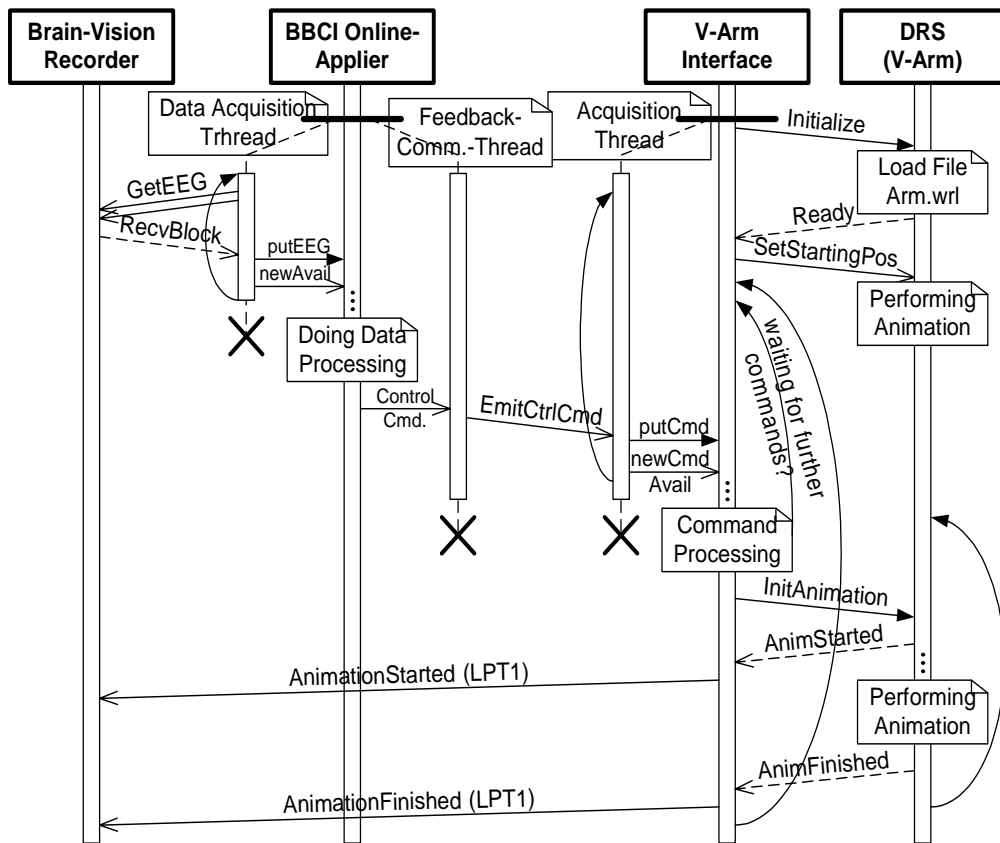 Brain-Vision
Recorder
BBCI Online-
Applier
V-Arm
Interface
DRS
(V-Arm)
Data Acquisition
Trhread
Feedback-
Comm.-Thread
Acquisition
Thread
Initialize
Load File
Arm.wrl
GetEEG
RecvBlock
putEEG
newAvail
Ready
SetStartingPos
Performing
Animation
Doing Data
Processing
waiting for further
commands?
Control
Cmd.
EmitCtrlCmd
putCmd
newCmd
Avail
Command
Processing
InitAnimation
AnimStarted
AnimationStarted (LPT1)
Performing
Animation
AnimFinished
AnimationFinished (LPT1)